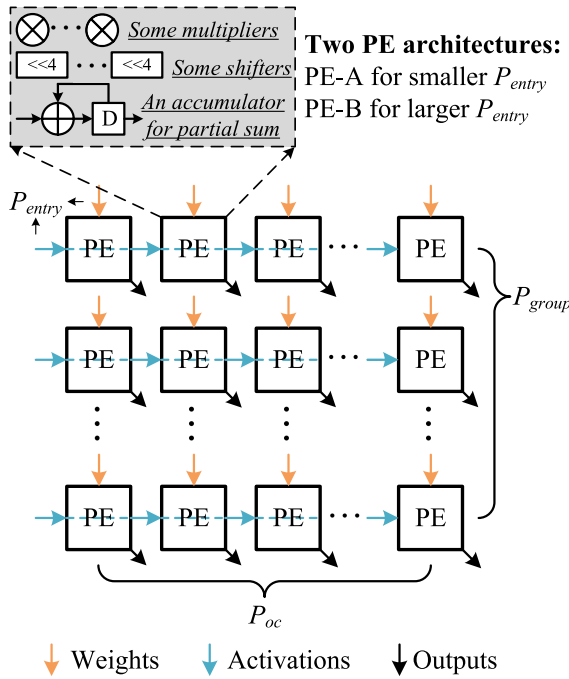 Some multipliers
<<4 ··· <<4 Some shifters
D An accumulator
for partial sum
Two PE architectures:
PE-A for smaller P_entry
PE-B for larger P_entry
P_entry
PE PE PE ··· PE
P_group
PE PE PE ··· PE
PE PE PE ··· PE
P_oc
Weights Activations Outputs